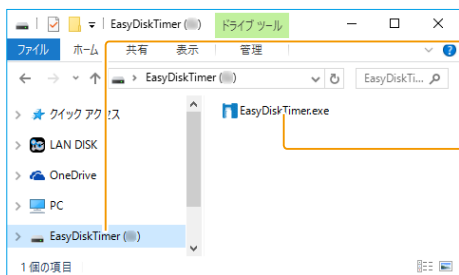 EasyDiskTimer ( ) ドライブ ツール
ファイル ホーム 共有 表示 管理
EasyDiskTimer ( ) EasyDiskTi...
クイック アクセス
EasyDiskTimer.exe
LAN DISK
OneDrive
PC
EasyDiskTimer ( )
1 個の項目